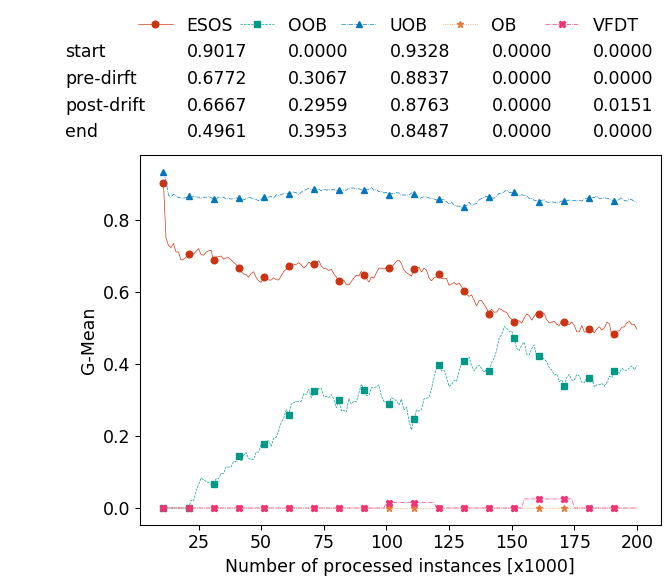 ESOS OOB UOB OB VFDT
start 0.9017 0.0000 0.9328 0.0000 0.0000
pre-dirft 0.6772 0.3067 0.8837 0.0000 0.0000
post-drift 0.6667 0.2959 0.8763 0.0000 0.0151
end 0.4961 0.3953 0.8487 0.0000 0.0000
0.8
0.6
0.4
0.2
0.0
G-Mean
25 50 75 100 125 150 175 200
Number of processed instances [x1000]